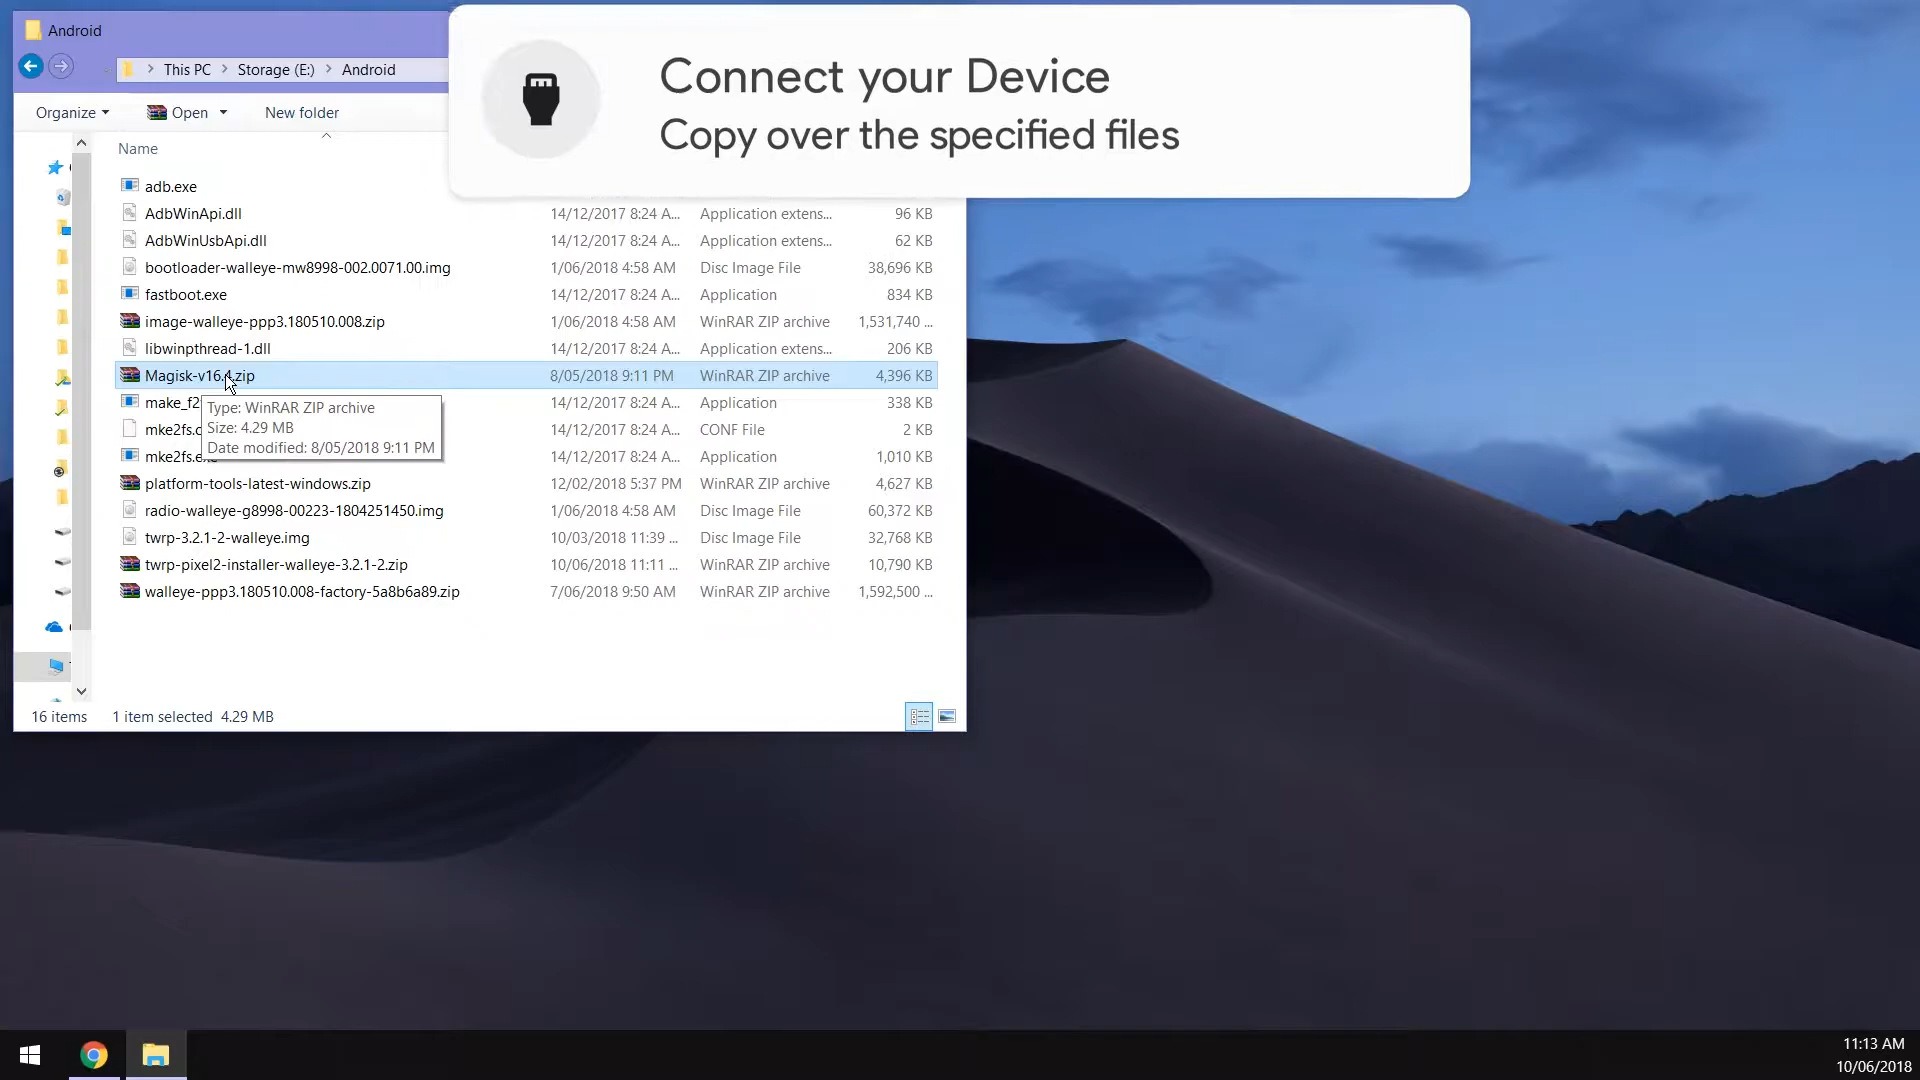 Android
Connect your Device
Copy over the specified files
This PC
Storage (E:)
Android
Organize
Open
New folder
Name
adb.exe
AdbWinApi.dll 14/12/2017 8:24 A... Application extens... 96 KB
AdbWinUsbApi.dll 14/12/2017 8:24 A... Application extens... 62 KB
bootloader-walleye-mw8998-002.0071.00.img 1/06/2018 4:58 AM Disc Image File 38,696 KB
fastboot.exe 14/12/2017 8:24 A... Application 834 KB
image-walleye-ppp3.180510.008.zip 1/06/2018 4:58 AM WinRAR ZIP archive 1,531,740 ...
libwinpthread-1.dll 14/12/2017 8:24 A... Application extens... 206 KB
Magisk-v16.4.zip 8/05/2018 9:11 PM WinRAR ZIP archive 4,396 KB
make_f2 14/12/2017 8:24 A... Application 338 KB
Type: WinRAR ZIP archive
mke2fs.c 14/12/2017 8:24 A... CONF File 2 KB
Size: 4.29 MB
Date modified: 8/05/2018 9:11 PM
mke2fs.exe 14/12/2017 8:24 A... Application 1,010 KB
platform-tools-latest-windows.zip 12/02/2018 5:37 PM WinRAR ZIP archive 4,627 KB
radio-walleye-g8998-00223-1804251450.img 1/06/2018 4:58 AM Disc Image File 60,372 KB
twrp-3.2.1-2-walleye.img 10/03/2018 11:39 ... Disc Image File 32,768 KB
twrp-pixel2-installer-walleye-3.2.1-2.zip 10/06/2018 11:11 ... WinRAR ZIP archive 10,790 KB
walleye-ppp3.180510.008-factory-5a8b6a89.zip 7/06/2018 9:50 AM WinRAR ZIP archive 1,592,500 ...
16 items 1 item selected 4.29 MB
11:13 AM
10/06/2018